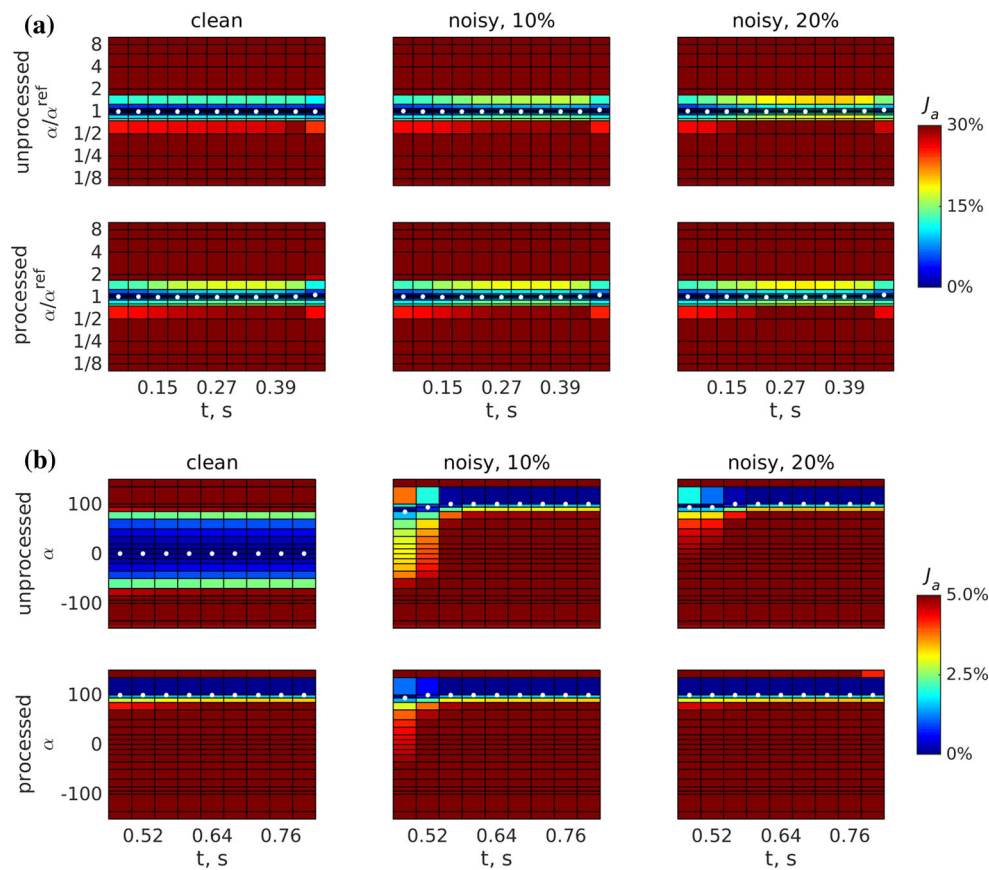 (a)
clean
noisy, 10%
noisy, 20%
unprocessed
α/α^ref
8
4
2
1
1/2
1/4
1/8
processed
α/α^ref
8
4
2
1
1/2
1/4
1/8
0.15 0.27 0.39
t, s
0.15 0.27 0.39
t, s
0.15 0.27 0.39
t, s
J_a
30%
15%
0%
(b)
clean
noisy, 10%
noisy, 20%
unprocessed
α
100
0
-100
processed
α
100
0
-100
0.52 0.64 0.76
t, s
0.52 0.64 0.76
t, s
0.52 0.64 0.76
t, s
J_a
5.0%
2.5%
0%